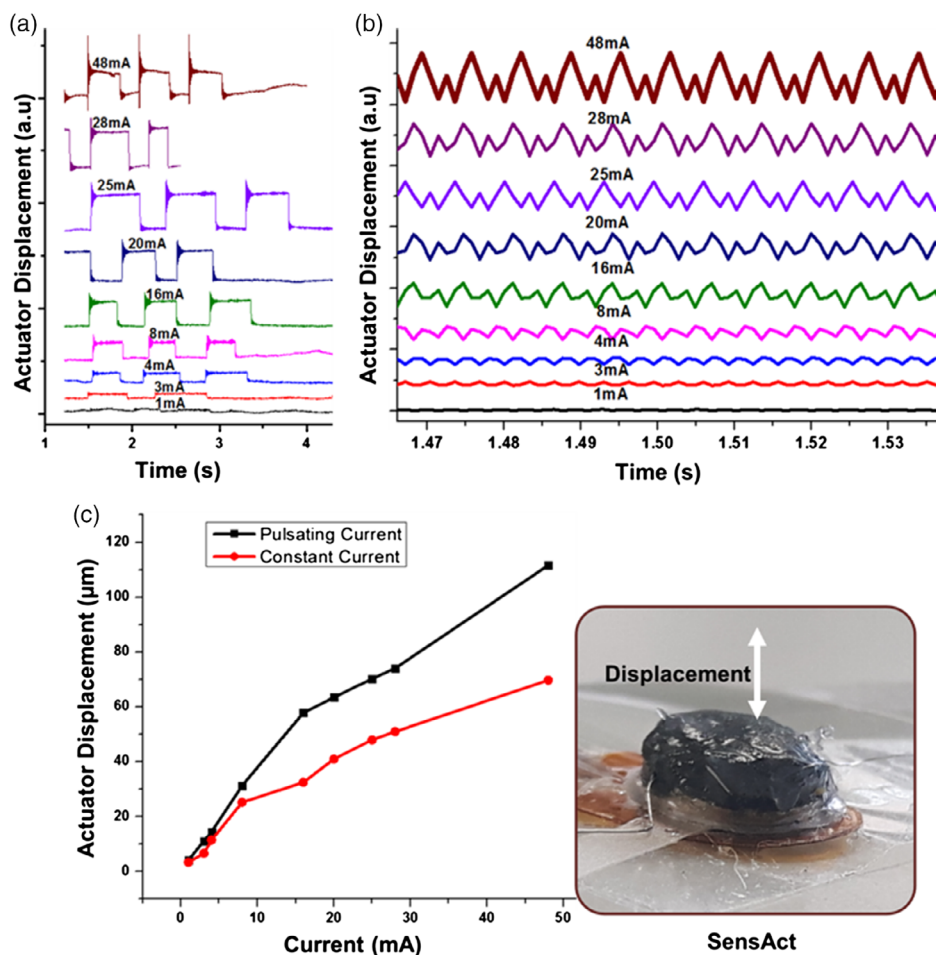 (a)
Actuator Displacement (a.u)
48mA
28mA
25mA
20mA
16mA
8mA
4mA
3mA
1mA
1 2 3 4
Time (s)
(b)
Actuator Displacement (a.u)
48mA
28mA
25mA
20mA
16mA
8mA
4mA
3mA
1mA
1.47 1.48 1.49 1.50 1.51 1.52 1.53
Time (s)
(c)
Actuator Displacement (µm)
120
100
80
60
40
20
0
Pulsating Current
Constant Current
0 10 20 30 40 50
Current (mA)
Displacement
SensAct